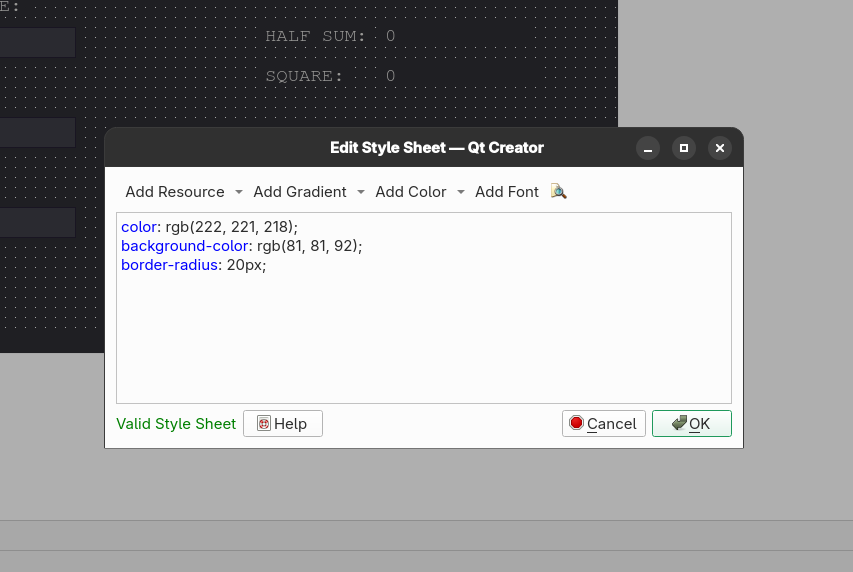 E:
HALF SUM: 0
SQUARE: 0
Edit Style Sheet — Qt Creator
Add Resource Add Gradient Add Color Add Font
color: rgb(222, 221, 218);
background-color: rgb(81, 81, 92);
border-radius: 20px;
Valid Style Sheet Help Cancel OK